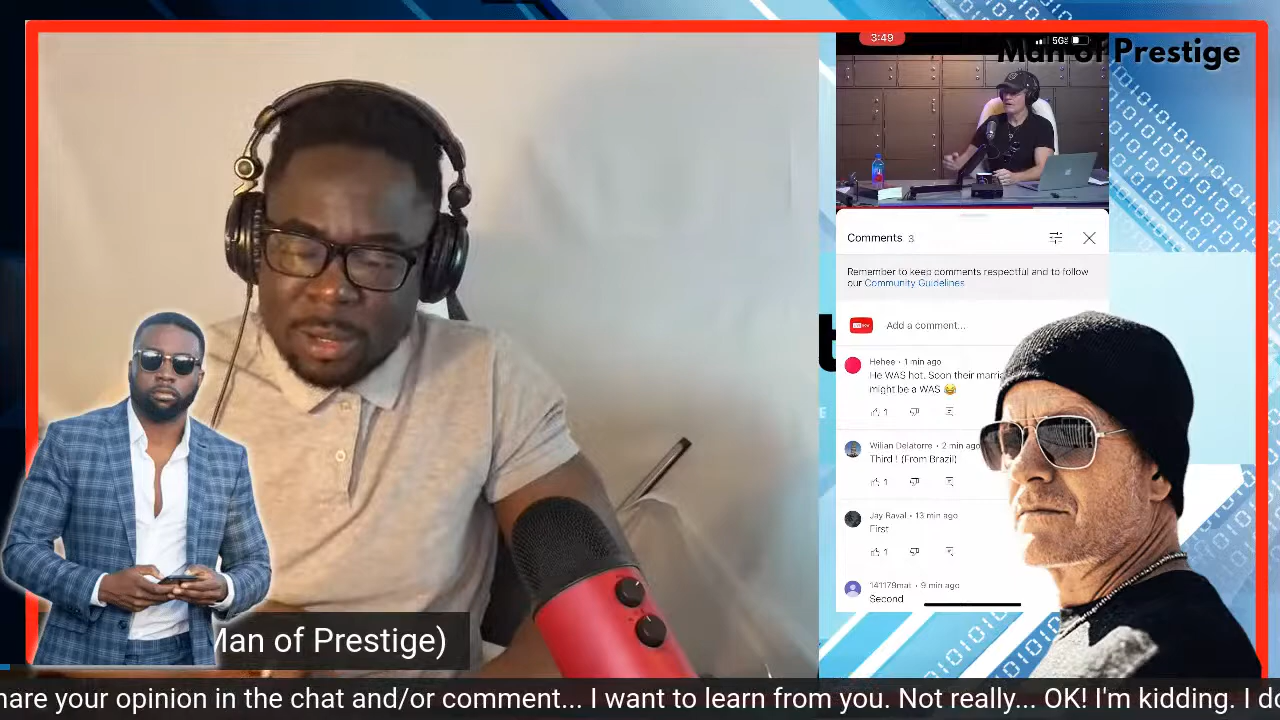 3:49
5G
Man of Prestige
Comments 3
Remember to keep comments respectful and to follow
our Community Guidelines
Add a comment...
Hehee • 1 min ago
He WAS hot. Soon their marri
might be a WAS 😂
1
Willan Delatorre • 2 min ago
Third ! (From Brazil)
1
Jay Raval • 13 min ago
First
1
141179mat • 9 min ago
Second
Man of Prestige)
hare your opinion in the chat and/or comment... I want to learn from you. Not really... OK! I'm kidding. I do